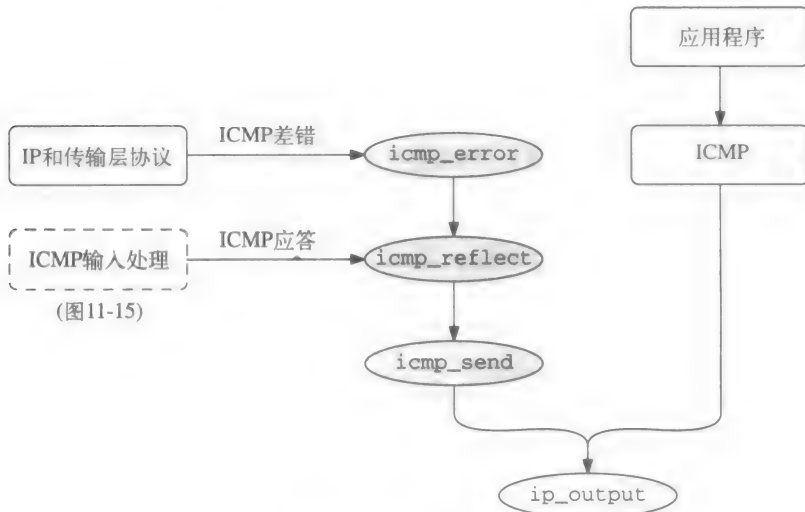 应用程序
ICMP差错
IP和传输层协议
icmp_error
ICMP
ICMP应答
ICMP输入处理
icmp_reflect
(图11-15)
icmp_send
ip_output